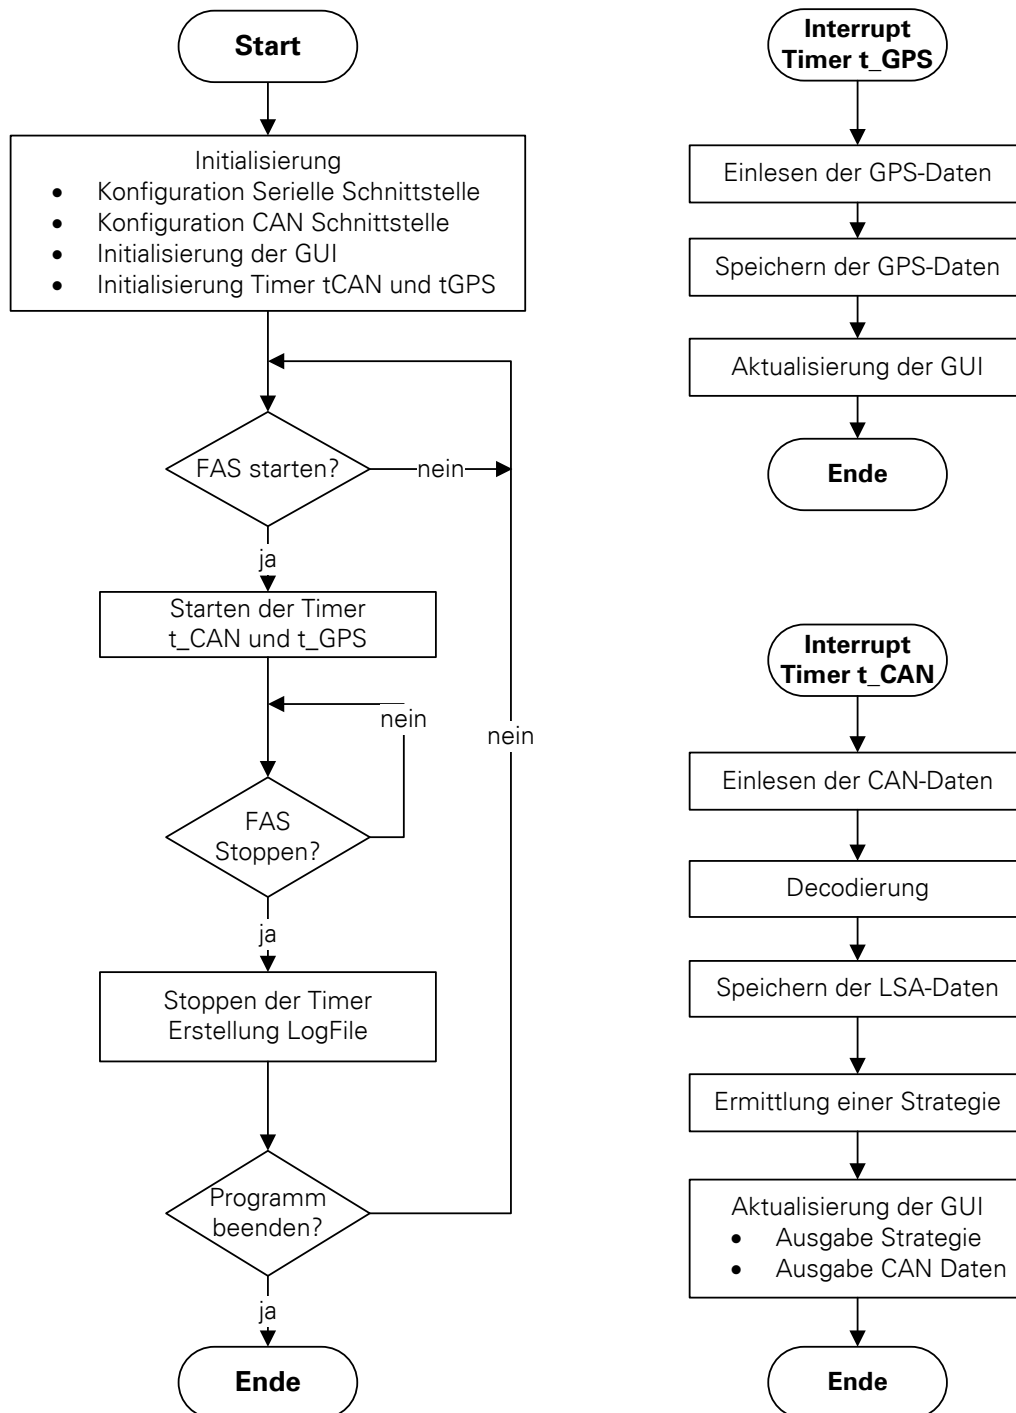 Start
Initialisierung
• Konfiguration Serielle Schnittstelle
• Konfiguration CAN Schnittstelle
• Initialisierung der GUI
• Initialisierung Timer tCAN und tGPS
FAS starten?
nein
ja
Starten der Timer
t_CAN und t_GPS
nein
nein
FAS
Stoppen?
ja
Stoppen der Timer
Erstellung LogFile
Programm
beenden?
ja
Ende
Interrupt
Timer t_GPS
Einlesen der GPS-Daten
Speichern der GPS-Daten
Aktualisierung der GUI
Ende
Interrupt
Timer t_CAN
Einlesen der CAN-Daten
Decodierung
Speichern der LSA-Daten
Ermittlung einer Strategie
Aktualisierung der GUI
• Ausgabe Strategie
• Ausgabe CAN Daten
Ende